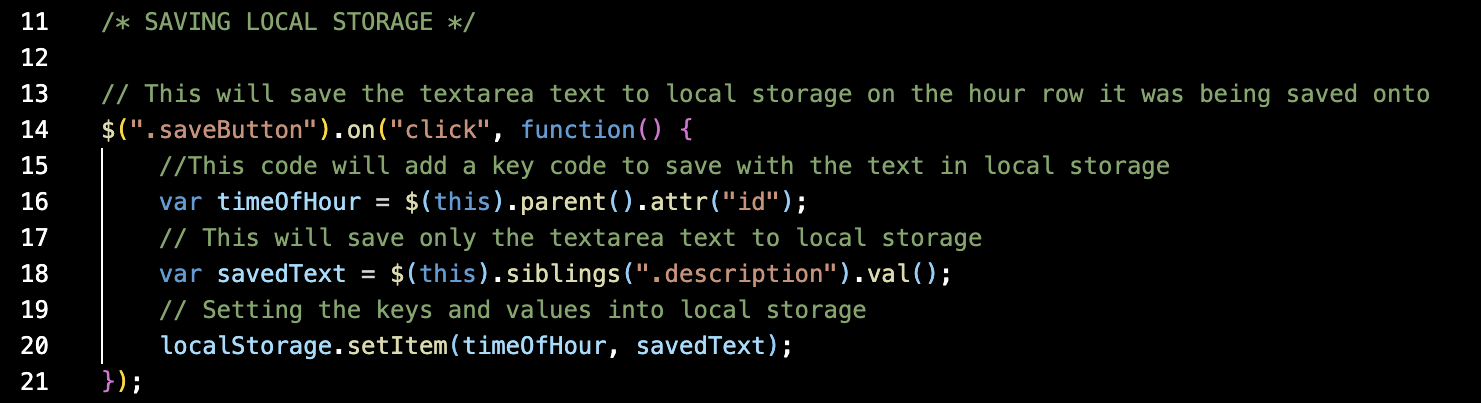 11 /* SAVING LOCAL STORAGE */
12
13 // This will save the textarea text to local storage on the hour row it was being saved onto
14 $(".saveButton").on("click", function() {
15 //This code will add a key code to save with the text in local storage
16 var timeOfHour = $(this).parent().attr("id");
17 // This will save only the textarea text to local storage
18 var savedText = $(this).siblings(".description").val();
19 // Setting the keys and values into local storage
20 localStorage.setItem(timeOfHour, savedText);
21 });